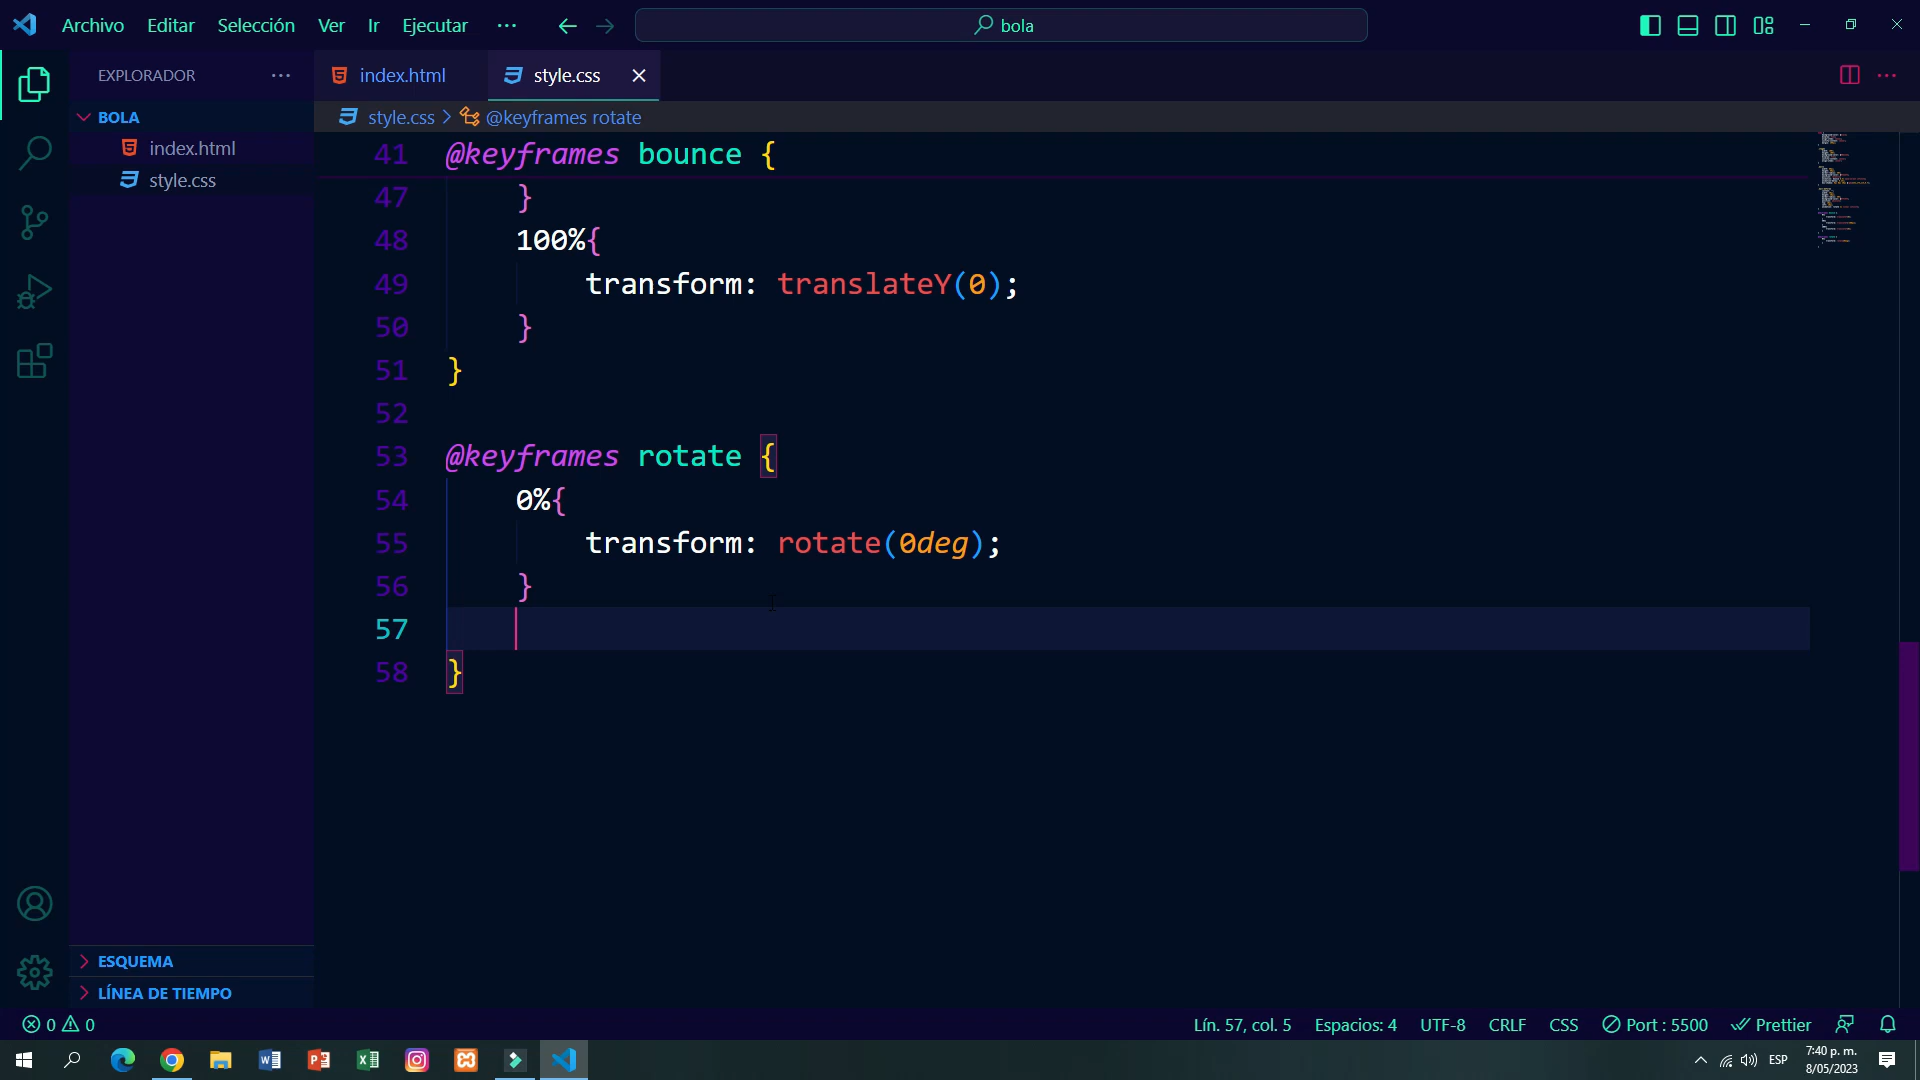 Archivo Editar Selección Ver Ir Ejecutar ··· bola
EXPLORADOR ···
index.html
style.css
BOLA
index.html
style.css
style.css > @keyframes rotate
41 @keyframes bounce {
47 }
48 100%{
49 transform: translateY(0);
50 }
51 }
52
53 @keyframes rotate {
54 0%{
55 transform: rotate(0deg);
56 }
57
58 }
ESQUEMA
LÍNEA DE TIEMPO
0 0 Lín. 57, col. 5 Espacios: 4 UTF-8 CRLF CSS Port : 5500 Prettier
ESP 7:40 p. m.
8/05/2023